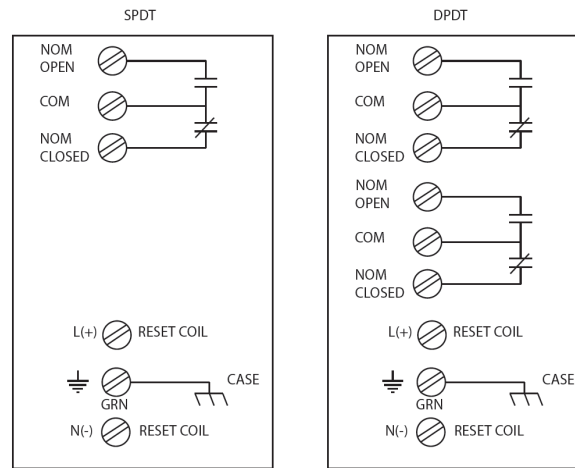 SPDT
NOM
OPEN
COM
NOM
CLOSED
L(+) RESET COIL
CASE
GRN
N(-) RESET COIL
DPDT
NOM
OPEN
COM
NOM
CLOSED
NOM
OPEN
COM
NOM
CLOSED
L(+) RESET COIL
CASE
GRN
N(-) RESET COIL